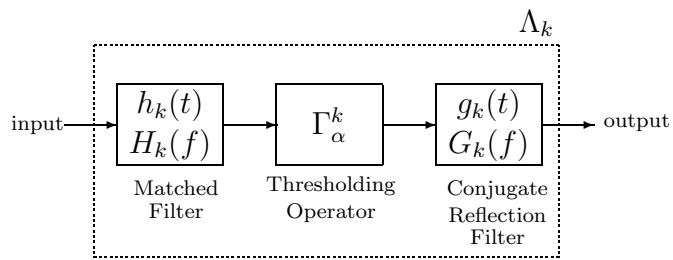 Λ_k
input
h_k(t)
H_k(f)
Γ^k_α
g_k(t)
G_k(f)
output
Matched
Filter
Thresholding
Operator
Conjugate
Reflection
Filter